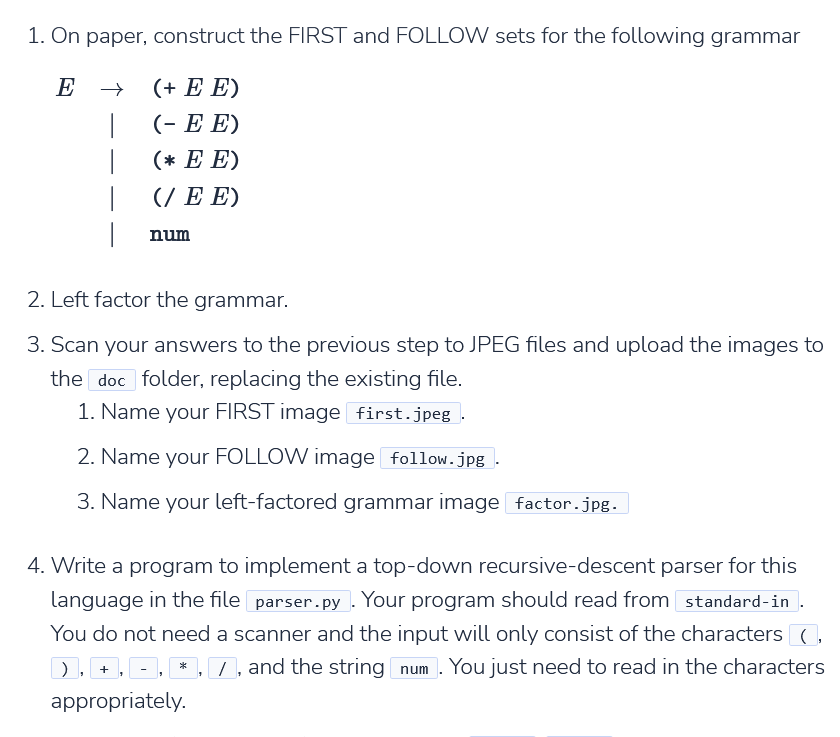 1. On paper, construct the FIRST and FOLLOW sets for the following grammar
E → (+ E E)
| (- E E)
| (* E E)
| (/ E E)
| num
2. Left factor the grammar.
3. Scan your answers to the previous step to JPEG files and upload the images to
the doc folder, replacing the existing file.
1. Name your FIRST image first.jpeg.
2. Name your FOLLOW image follow.jpg.
3. Name your left-factored grammar image factor.jpg.
4. Write a program to implement a top-down recursive-descent parser for this
language in the file parser.py. Your program should read from standard-in.
You do not need a scanner and the input will only consist of the characters (,
), +, -, *, /, and the string num. You just need to read in the characters
appropriately.